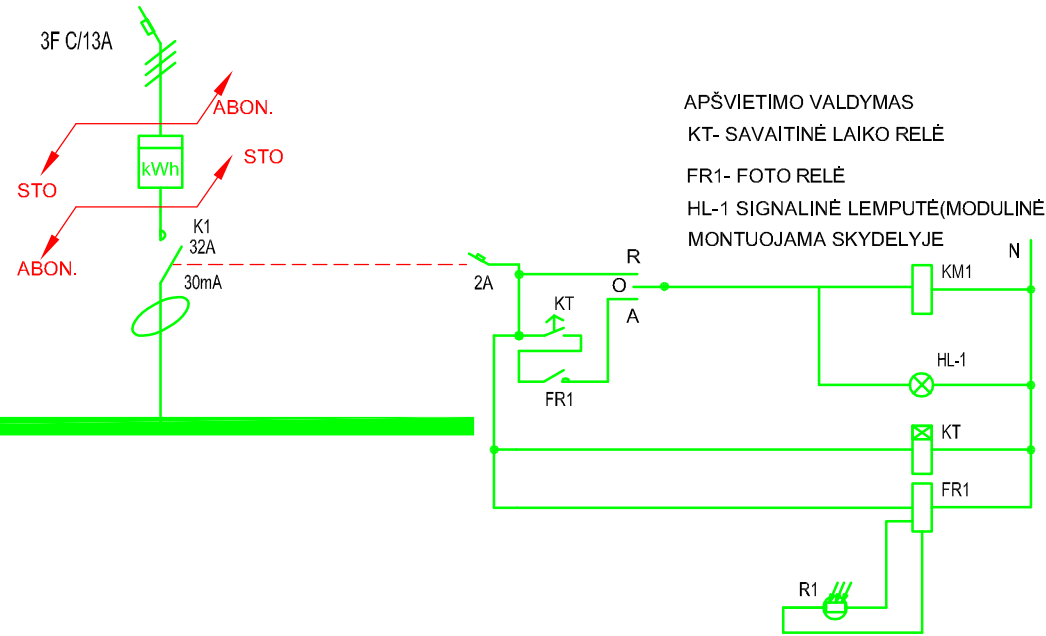 3F C/13A
ABON.
STO
kWh
STO
ABON.
K1
32A
30mA
APŠVIETIMO VALDYMAS
KT- SAVAITINĖ LAIKO RELĖ
FR1- FOTO RELĖ
HL-1 SIGNALINĖ LEMPUTĖ(MODULINĖ
MONTUOJAMA SKYDELYJE
N
2A
R
O
A
KT
FR1
KM1
HL-1
KT
FR1
R1